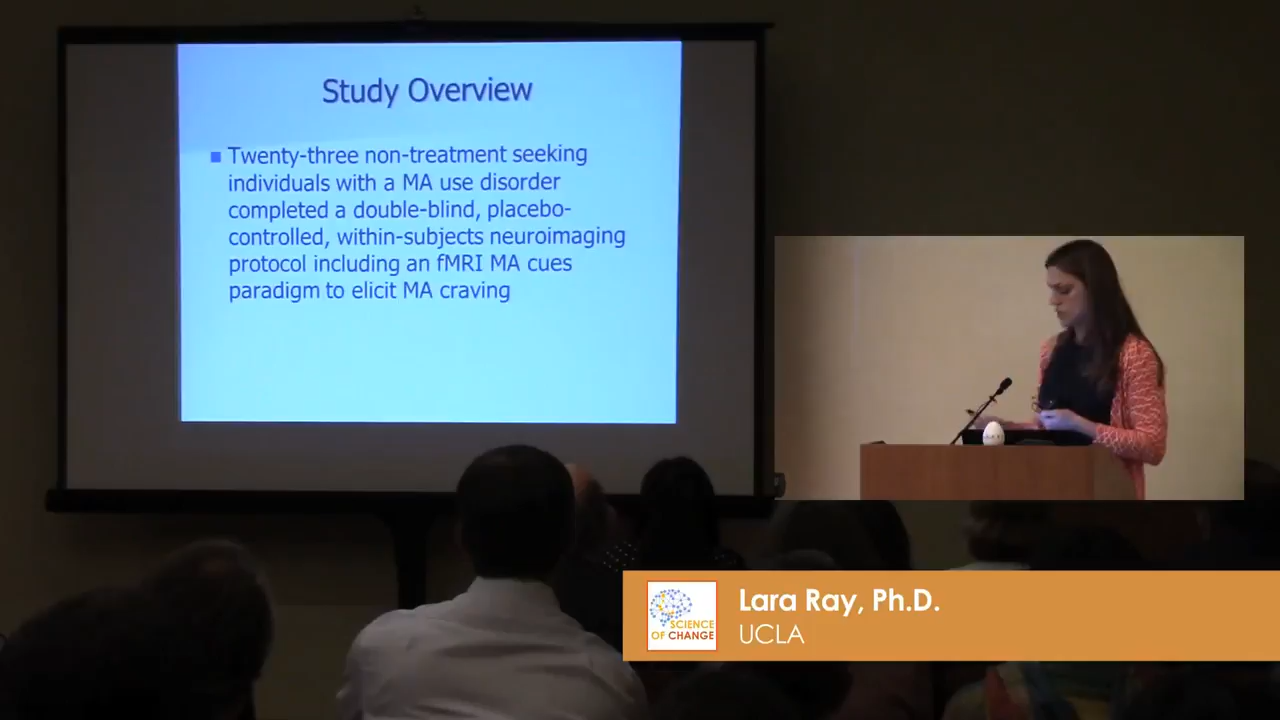 Study Overview
Twenty-three non-treatment seeking
individuals with a MA use disorder
completed a double-blind, placebo-
controlled, within-subjects neuroimaging
protocol including an fMRI MA cues
paradigm to elicit MA craving
SCIENCE
OF CHANGE
Lara Ray, Ph.D.
UCLA